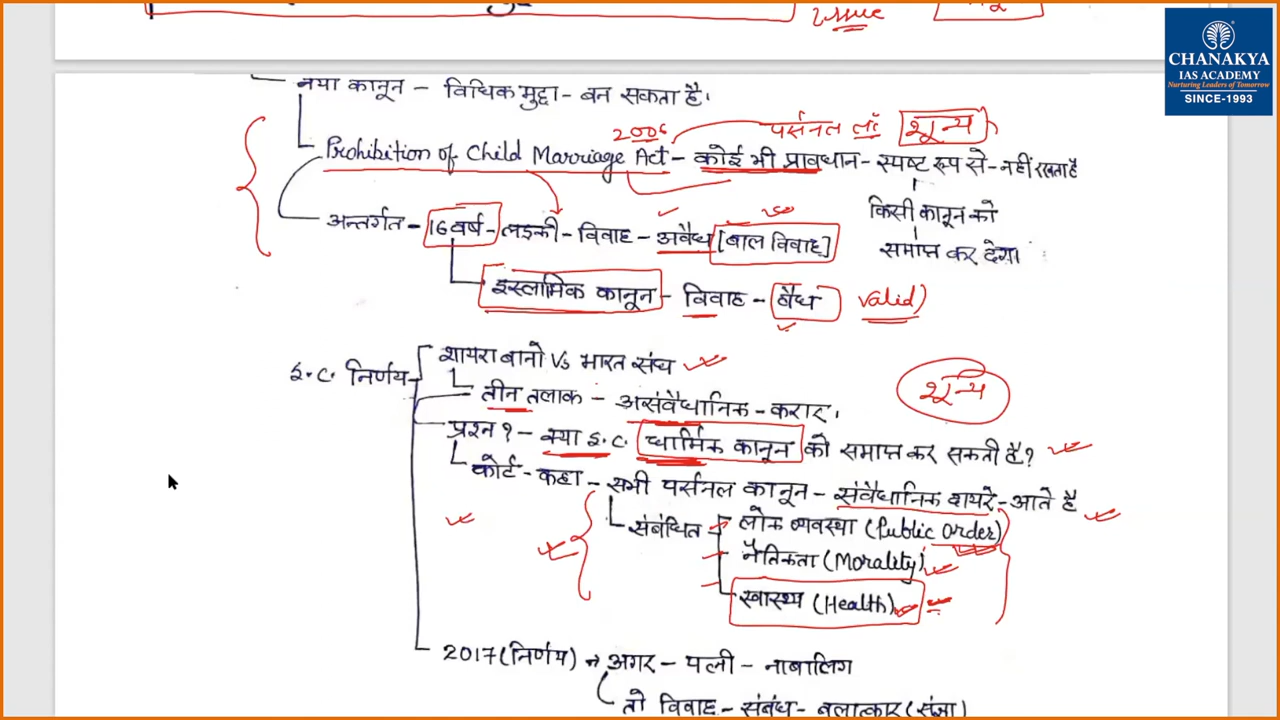 issue
CHANAKYA
IAS ACADEMY
Nurturing Leaders of Tomorrow
SINCE-1993
नया कानून - विधिक मुद्दा - बन सकता है।
2006 पर्सनल लॉ शून्य
Prohibition of Child Marriage Act - कोई भी प्रावधान - स्पष्ट रूप से - नहीं रखता है
किसी कानून को
समाप्त कर देगा
अन्तर्गत - 16 वर्ष - लड़की - विवाह - अवैध [बाल विवाह]
इस्लामिक कानून - विवाह - वैध valid)
S.C. निर्णय
शायरा बानो Vs भारत संघ
तीन तलाक - असंवैधानिक - करार।
शून्य
प्रश्न ? - क्या S.C. धार्मिक कानून को समाप्त कर सकती है?
कोर्ट - कहा - सभी पर्सनल कानून - संवैधानिक दायरे - आते है
संबंधित
लोक व्यवस्था (Public Order)
नैतिकता (Morality)
स्वास्थ्य (Health)
2017 (निर्णय) अगर - पत्नी - नाबालिग
तो विवाह - संबंध - बलात्कार (संज्ञा)